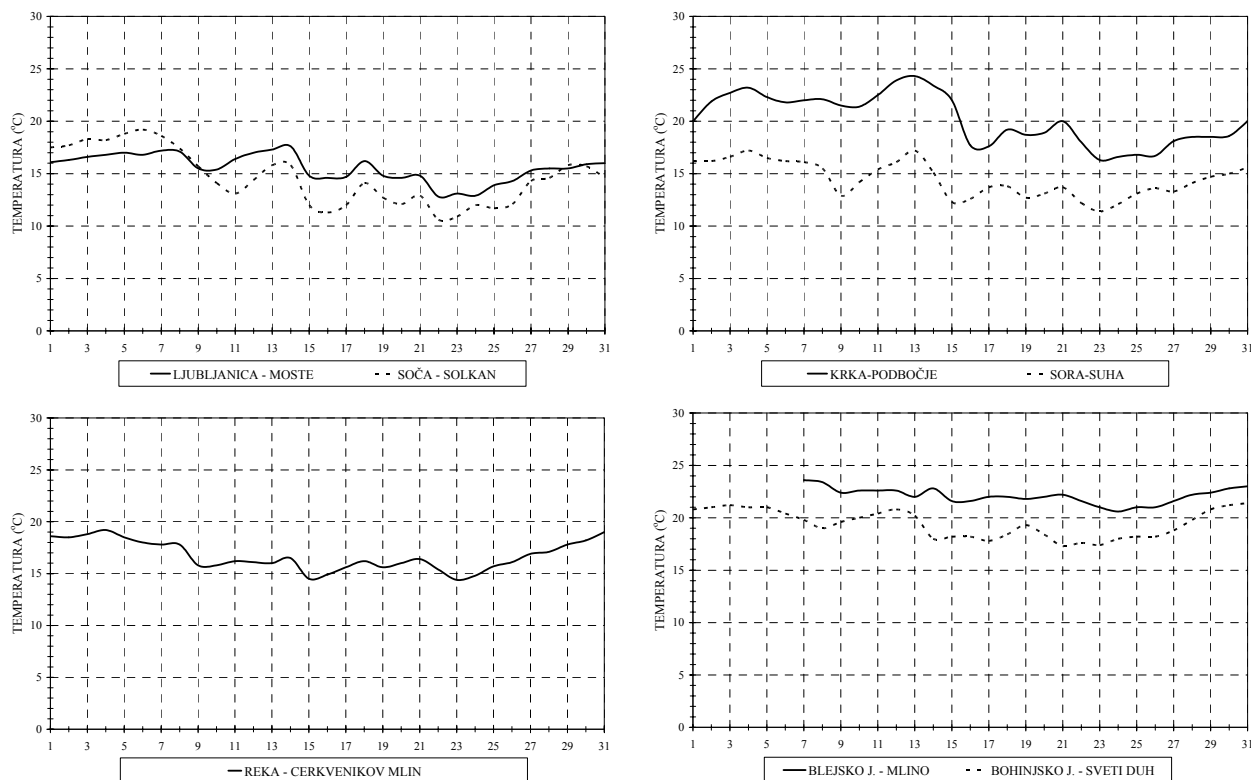 30
25
20
15
10
5
0
TEMPERATURA (°C)
1 3 5 7 9 11 13 15 17 19 21 23 25 27 29 31
LJUBLJANICA - MOSTE SOČA - SOLKAN
30
25
20
15
10
5
0
TEMPERATURA (°C)
1 3 5 7 9 11 13 15 17 19 21 23 25 27 29 31
KRKA-PODBOČJE SORA-SUHA
30
25
20
15
10
5
0
TEMPERATURA (°C)
1 3 5 7 9 11 13 15 17 19 21 23 25 27 29 31
REKA - CERKVENIKOV MLIN
30
25
20
15
10
5
0
TEMPERATURA (°C)
1 3 5 7 9 11 13 15 17 19 21 23 25 27 29 31
BLEJSKO J. - MLINO BOHINJSKO J. - SVETI DUH